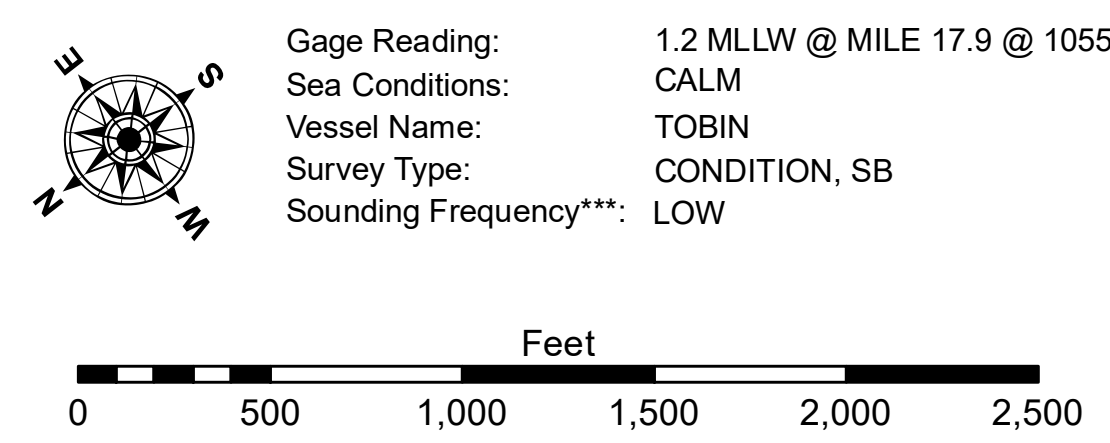 E
S
N
W
Gage Reading: 1.2 MLLW @ MILE 17.9 @ 1055
Sea Conditions: CALM
Vessel Name: TOBIN
Survey Type: CONDITION, SB
Sounding Frequency***: LOW
Feet
0 500 1,000 1,500 2,000 2,500